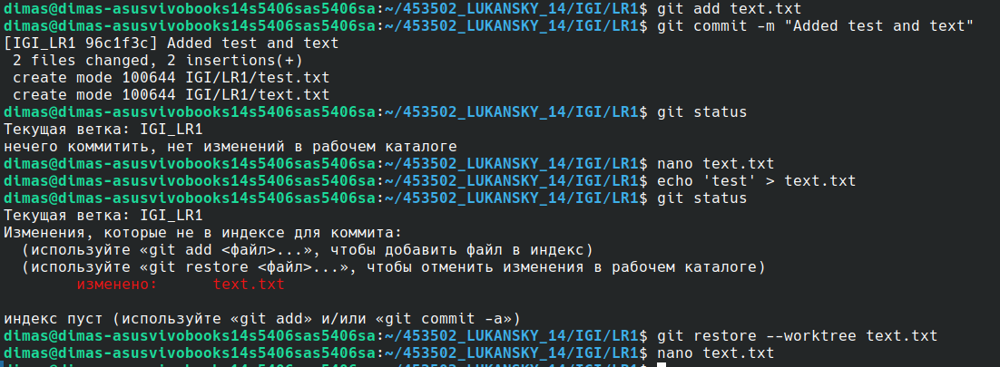 dimas@dimas-asusvivobooks14s5406sas5406sa:~/453502_LUKANSKY_14/IGI/LR1$ git add text.txt
dimas@dimas-asusvivobooks14s5406sas5406sa:~/453502_LUKANSKY_14/IGI/LR1$ git commit -m "Added test and text"
[IGI_LR1 96c1f3c] Added test and text
 2 files changed, 2 insertions(+)
 create mode 100644 IGI/LR1/test.txt
 create mode 100644 IGI/LR1/text.txt
dimas@dimas-asusvivobooks14s5406sas5406sa:~/453502_LUKANSKY_14/IGI/LR1$ git status
Текущая ветка: IGI_LR1
нечего коммитить, нет изменений в рабочем каталоге
dimas@dimas-asusvivobooks14s5406sas5406sa:~/453502_LUKANSKY_14/IGI/LR1$ nano text.txt
dimas@dimas-asusvivobooks14s5406sas5406sa:~/453502_LUKANSKY_14/IGI/LR1$ echo 'test' > text.txt
dimas@dimas-asusvivobooks14s5406sas5406sa:~/453502_LUKANSKY_14/IGI/LR1$ git status
Текущая ветка: IGI_LR1
Изменения, которые не в индексе для коммита:
  (используйте «git add <файл>...», чтобы добавить файл в индекс)
  (используйте «git restore <файл>...», чтобы отменить изменения в рабочем каталоге)
        изменено:      text.txt

индекс пуст (используйте «git add» и/или «git commit -a»)
dimas@dimas-asusvivobooks14s5406sas5406sa:~/453502_LUKANSKY_14/IGI/LR1$ git restore --worktree text.txt
dimas@dimas-asusvivobooks14s5406sas5406sa:~/453502_LUKANSKY_14/IGI/LR1$ nano text.txt
dimas@dimas-asusvivobooks14s5406sas5406sa:~/453502_LUKANSKY_14/IGI/LR1$